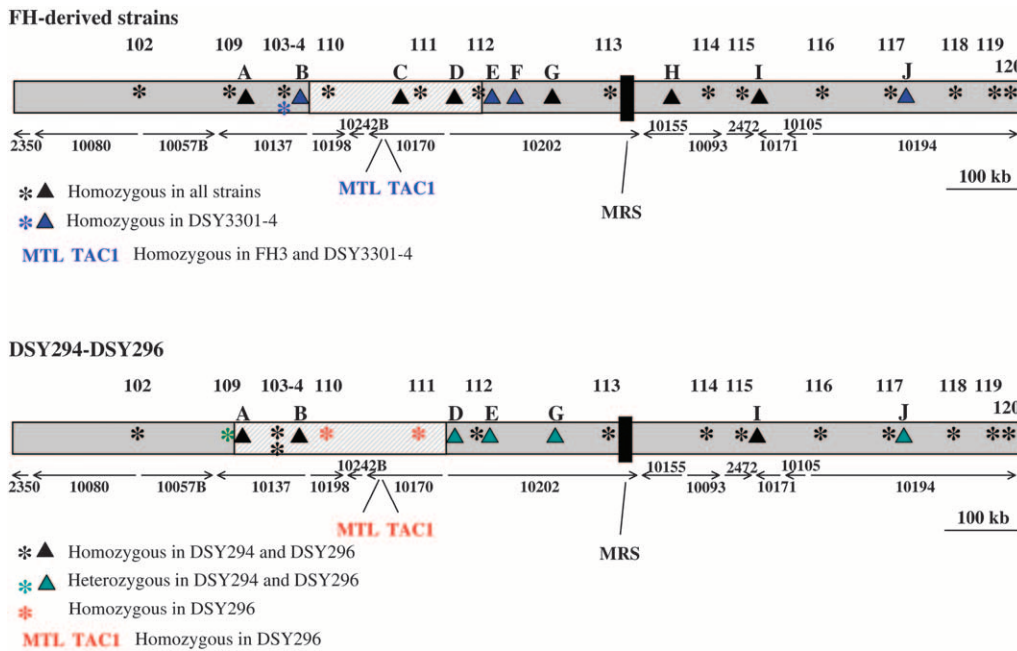 FH-derived strains
102 109 103-4 110 111 112 113 114 115 116 117 118 119
120
A B C D E F G H I J
* * * * * * * * * * * * * * *
*
10242B 10155 2472 10105
2350 10080 10057B 10137 10198 10170 10202 10093 10171 10194
MTL TAC1
MRS
100 kb
* Homozygous in all strains
* Homozygous in DSY3301-4
MTL TAC1 Homozygous in FH3 and DSY3301-4
DSY294-DSY296
102 109 103-4 110 111 112 113 114 115 116 117 118 119
120
A B D E G I J
* * * * * * * * * * * * * * *
*
10242B 10155 2472 10105
2350 10080 10057B 10137 10198 10170 10202 10093 10171 10194
MTL TAC1
MRS
100 kb
* Homozygous in DSY294 and DSY296
* Heterozygous in DSY294 and DSY296
* Homozygous in DSY296
MTL TAC1 Homozygous in DSY296